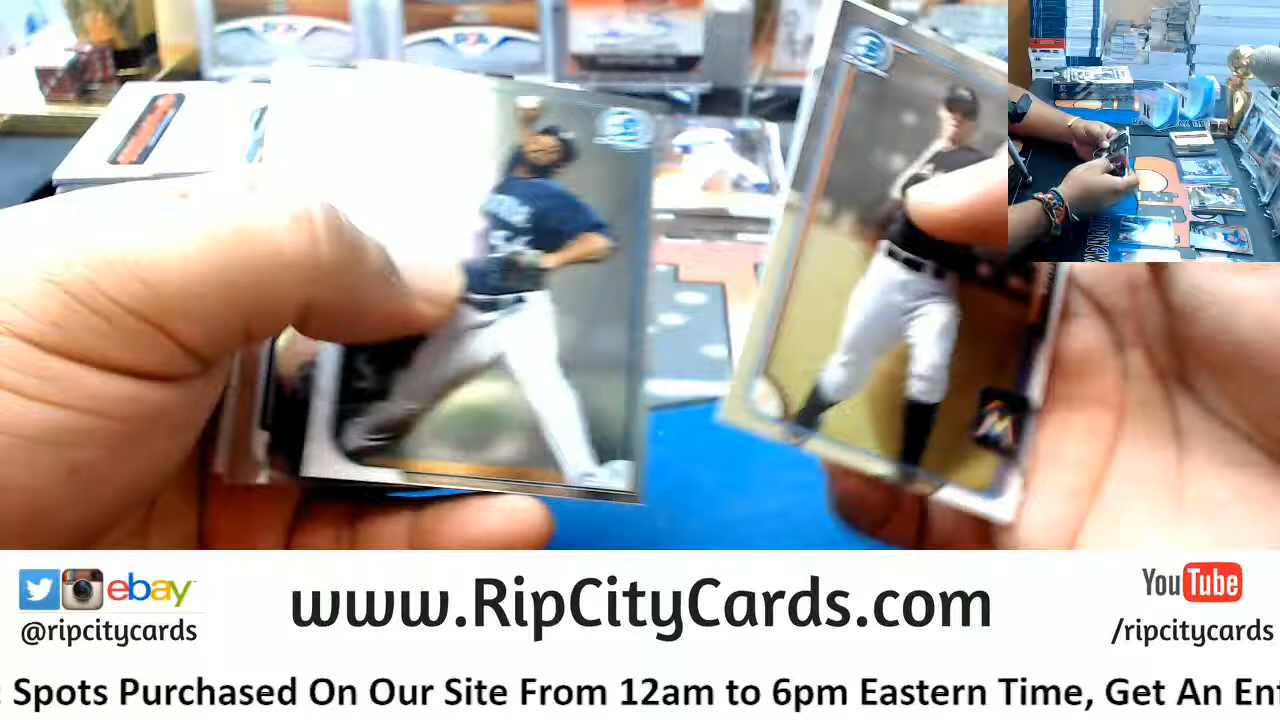 ebay
www.RipCityCards.com
YouTube
@ripcitycards
/ripcitycards
Spots Purchased On Our Site From 12am to 6pm Eastern Time, Get An